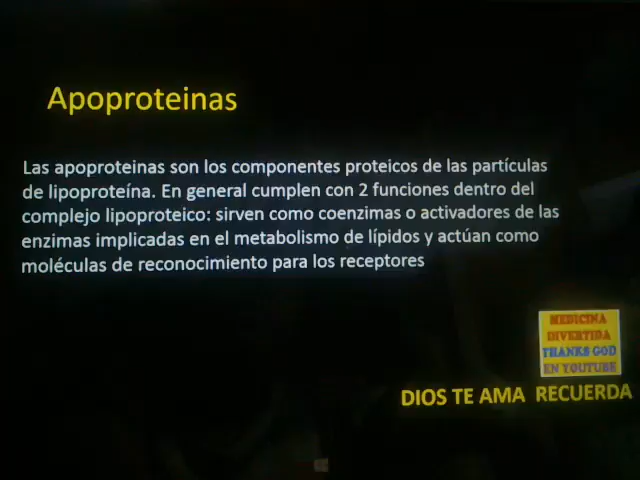 Apoproteinas
Las apoproteinas son los componentes proteicos de las partículas
de lipoproteína. En general cumplen con 2 funciones dentro del
complejo lipoproteico: sirven como coenzimas o activadores de las
enzimas implicadas en el metabolismo de lípidos y actúan como
moléculas de reconocimiento para los receptores
MEDICINA
DIVERTIDA
THANKS GOD
EN YOUTUBE
DIOS TE AMA RECUERDA